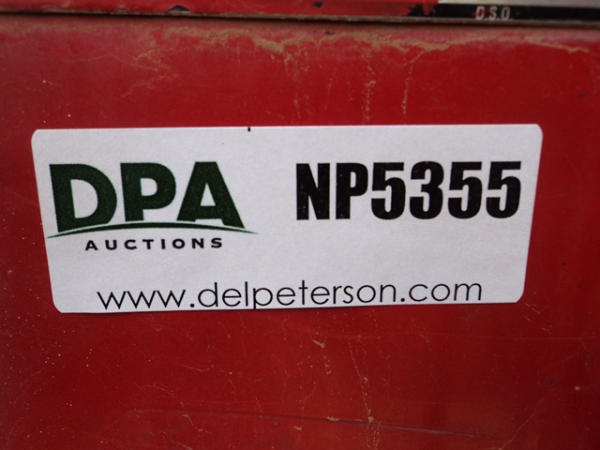 O.S.O.
DPA
AUCTIONS
NP5355
www.delpeterson.com